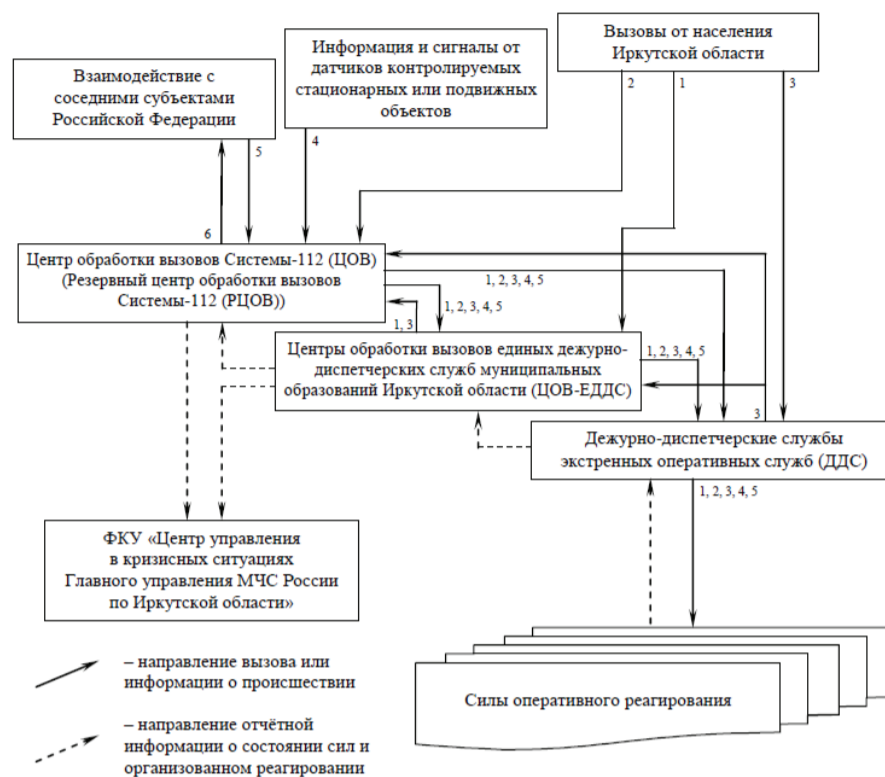 Вызовы от населения
Иркутской области
Информация и сигналы от
датчиков контролируемых
стационарных или подвижных
объектов
Взаимодействие с
соседними субъектами
Российской Федерации
2
1
3
4
5
6
Центр обработки вызовов Системы-112 (ЦОВ)
(Резервный центр обработки вызовов
Системы-112 (РЦОВ))
1, 2, 3, 4, 5
1, 2, 3, 4, 5
1, 3
Центры обработки вызовов единых дежурно-
диспетчерских служб муниципальных
образований Иркутской области (ЦОВ-ЕДДС)
1, 2, 3, 4, 5
3
Дежурно-диспетчерские службы
экстренных оперативных служб (ДДС)
1, 2, 3, 4, 5
ФКУ «Центр управления
в кризисных ситуациях
Главного управления МЧС России
по Иркутской области»
Силы оперативного реагирования
– направление вызова или
информации о происшествии
– направление отчётной
информации о состоянии сил и
организованном реагировании